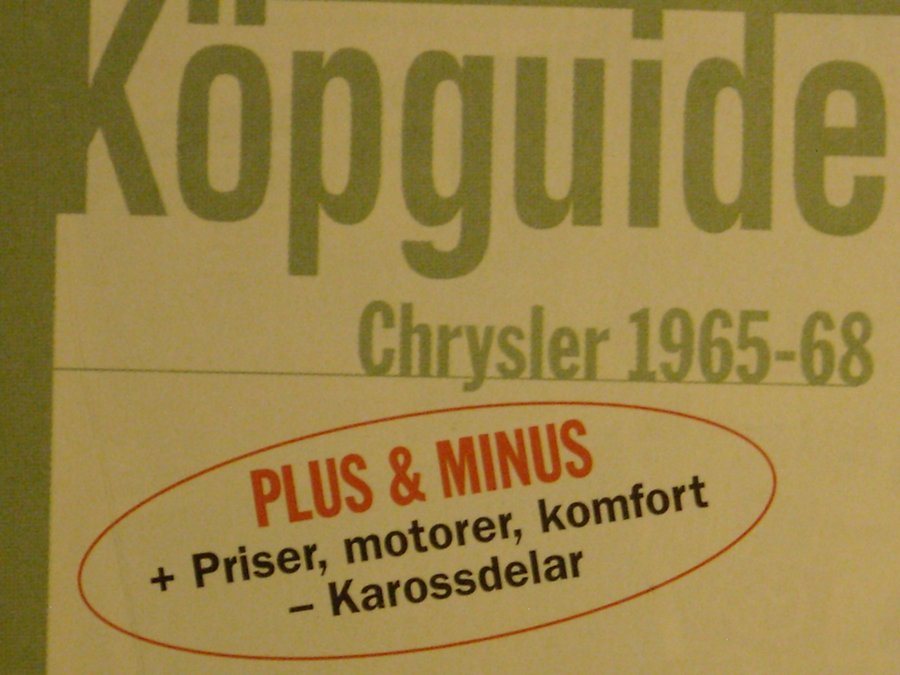 Köpguide
Chrysler 1965-68
PLUS & MINUS
+ Priser, motorer, komfort
– Karossdelar